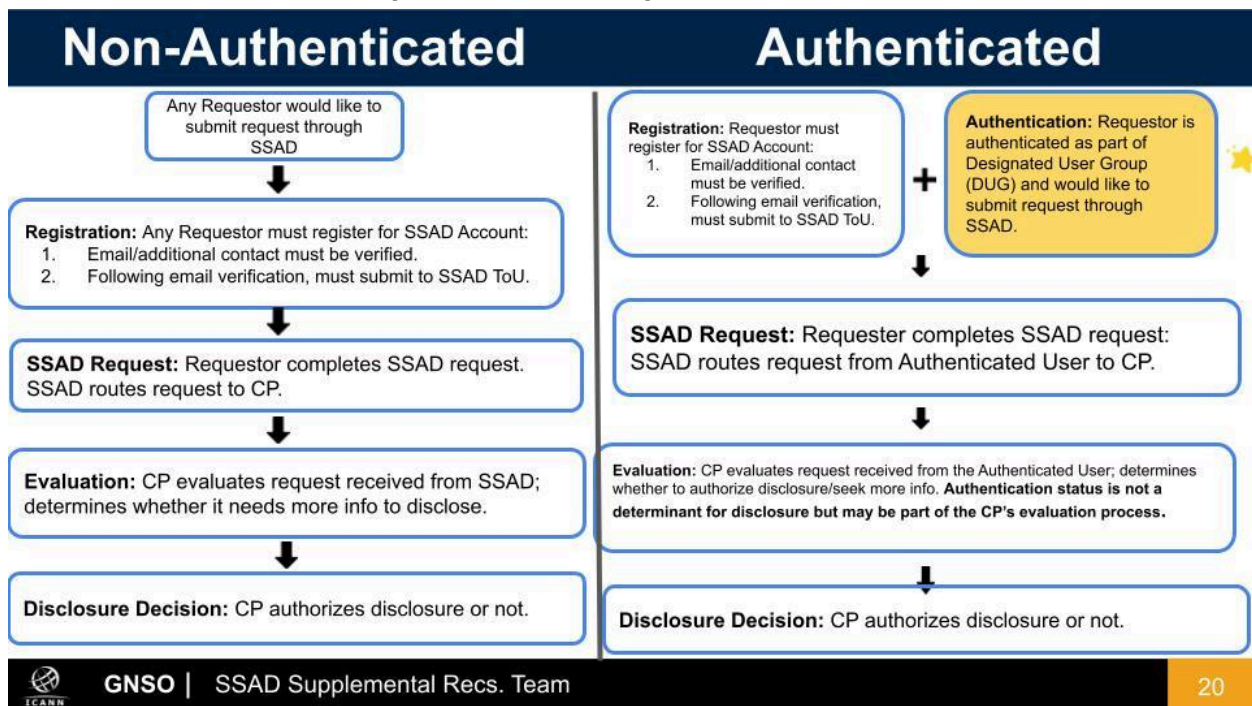 Non-Authenticated
Any Requestor would like to
submit request through
SSAD
Registration: Any Requestor must register for SSAD Account:
1. Email/additional contact must be verified.
2. Following email verification, must submit to SSAD ToU.
SSAD Request: Requestor completes SSAD request.
SSAD routes request to CP.
Evaluation: CP evaluates request received from SSAD;
determines whether it needs more info to disclose.
Disclosure Decision: CP authorizes disclosure or not.
Authenticated
Registration: Requestor must
register for SSAD Account:
1. Email/additional contact
must be verified.
2. Following email verification,
must submit to SSAD ToU.
+
Authentication: Requestor is
authenticated as part of
Designated User Group
(DUG) and would like to
submit request through
SSAD.
SSAD Request: Requester completes SSAD request:
SSAD routes request from Authenticated User to CP.
Evaluation: CP evaluates request received from the Authenticated User; determines
whether to authorize disclosure/seek more info. Authentication status is not a
determinant for disclosure but may be part of the CP's evaluation process.
Disclosure Decision: CP authorizes disclosure or not.
ICANN
GNSO | SSAD Supplemental Recs. Team
20